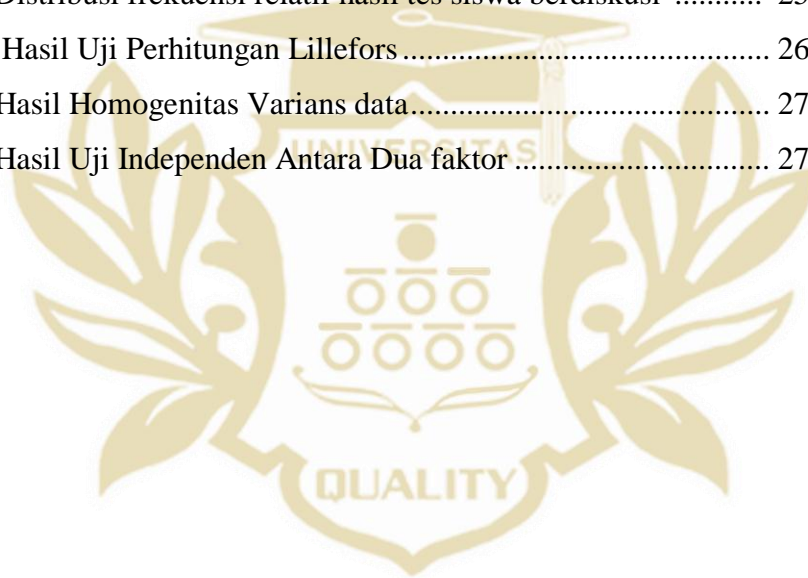 Distribusi frekuensi relatif hasil tes siswa berdiskusi ........... 25
Hasil Uji Perhitungan Lillefors ........................................ 26
Hasil Homogenitas Varians data....................................... 27
Hasil Uji Independen Antara Dua faktor ............................ 27
UNIVERSITAS
QUALITY